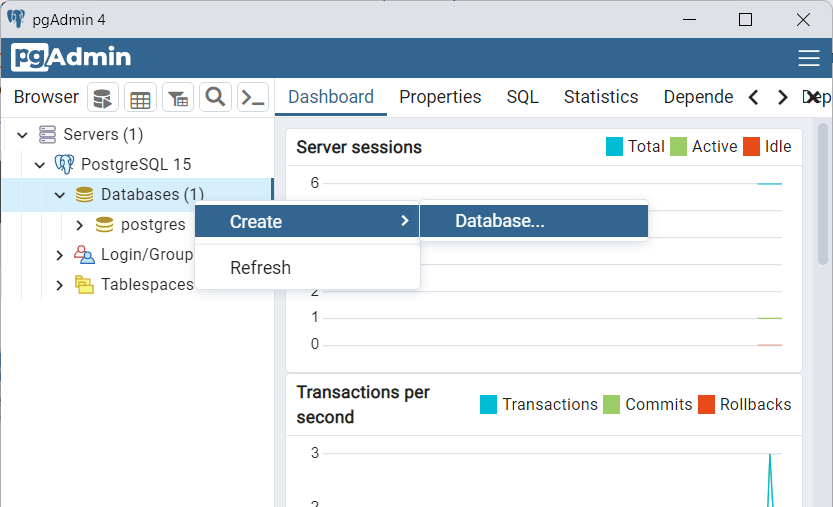 pgAdmin 4
pgAdmin
Browser
Dashboard Properties SQL Statistics Depende Dep
Servers (1)
PostgreSQL 15
Databases (1)
postgres
Login/Group
Tablespaces
Create
Database...
Refresh
Server sessions
Total Active Idle
6
2
1
0
Transactions per
second
Transactions Commits Rollbacks
3
2